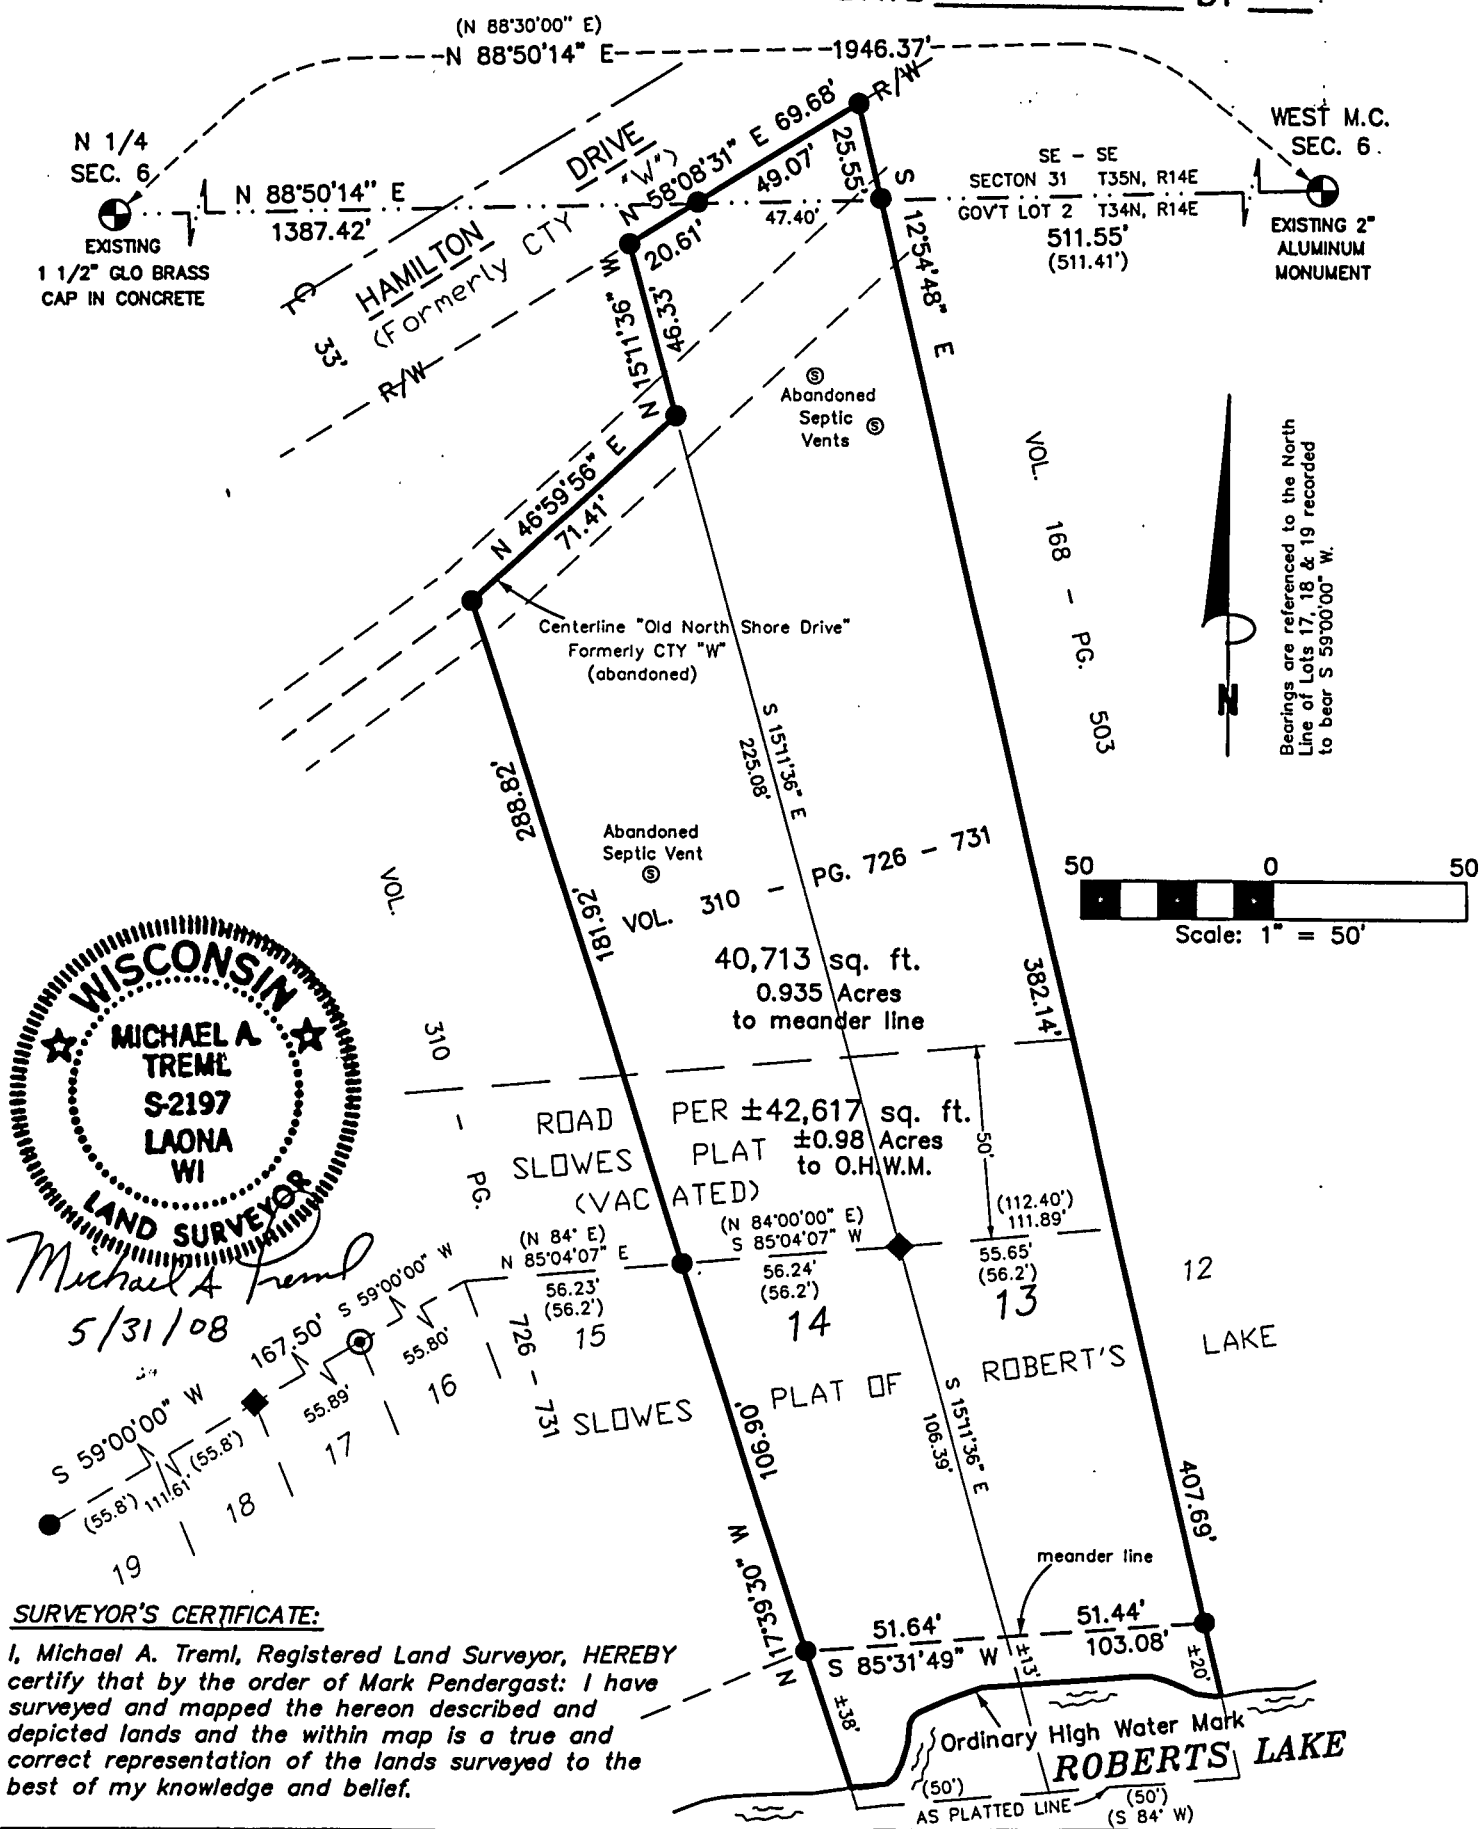 BY
(N 88°30'00" E)
N 88°50'14" E
1946.37'
N 1/4
SEC. 6
WEST M.C.
SEC. 6
N 88°50'14" E
1387.42'
EXISTING
1 1/2" GLO BRASS
CAP IN CONCRETE
DRIVE
"W")
HAMILTON
(Formerly CTY
33'
R/W
R/W
N 58°08'31" E 69.68'
49.07'
20.61'
47.40'
25.55'
S 12°54'48" E
SE - SE
SECTON 31 T35N, R14E
GOV'T LOT 2 T34N, R14E
511.55'
(511.41')
EXISTING 2"
ALUMINUM
MONUMENT
N 15°11'36" W
46.33'
Abandoned
Septic
Vents
S
S
N 46°59'56" E
71.41'
Centerline "Old North Shore Drive"
Formerly CTY "W"
(abandoned)
VOL. 168 - PG. 503
N
Bearings are referenced to the North
Line of Lots 17, 18 & 19 recorded
to bear S 59°00'00" W.
S 15°11'36" E
225.08'
288.82'
181.92'
Abandoned
Septic Vent
S
VOL. 310 - PG. 726 - 731
50 0 50
Scale: 1" = 50'
40,713 sq. ft.
0.935 Acres
to meander line
382.14'
VOL. 310 - PG. 726 - 731
WISCONSIN
MICHAEL A.
TREML
S-2197
LAONA
WI
LAND SURVEYOR
Michael A Treml
5/31/08
ROAD PER
SLOWES PLAT
(VACATED)
±42,617 sq. ft.
±0.98 Acres
to O.H.W.M.
50'
(112.40')
111.89'
(N 84° E)
N 85°04'07" E
56.23'
(56.2')
15
(N 84°00'00" E)
S 85°04'07" W
56.24'
(56.2')
14
55.65'
(56.2')
13
12
S 59°00'00" W
167.50'
S 59°00'00" W
55.80'
55.89'
(55.8')
111.61'
(55.8')
16
17
18
19
SLOWES PLAT OF ROBERT'S LAKE
106.90'
S 15°11'36" E
106.39'
407.69'
N 17°39'30" W
meander line
51.64'
51.44'
S 85°31'49" W
103.08'
±13'
±20'
±38'
Ordinary High Water Mark
ROBERTS LAKE
(50')
AS PLATTED LINE
(50')
(S 84° W)
SURVEYOR'S CERTIFICATE:
I, Michael A. Treml, Registered Land Surveyor, HEREBY
certify that by the order of Mark Pendergast: I have
surveyed and mapped the hereon described and
depicted lands and the within map is a true and
correct representation of the lands surveyed to the
best of my knowledge and belief.